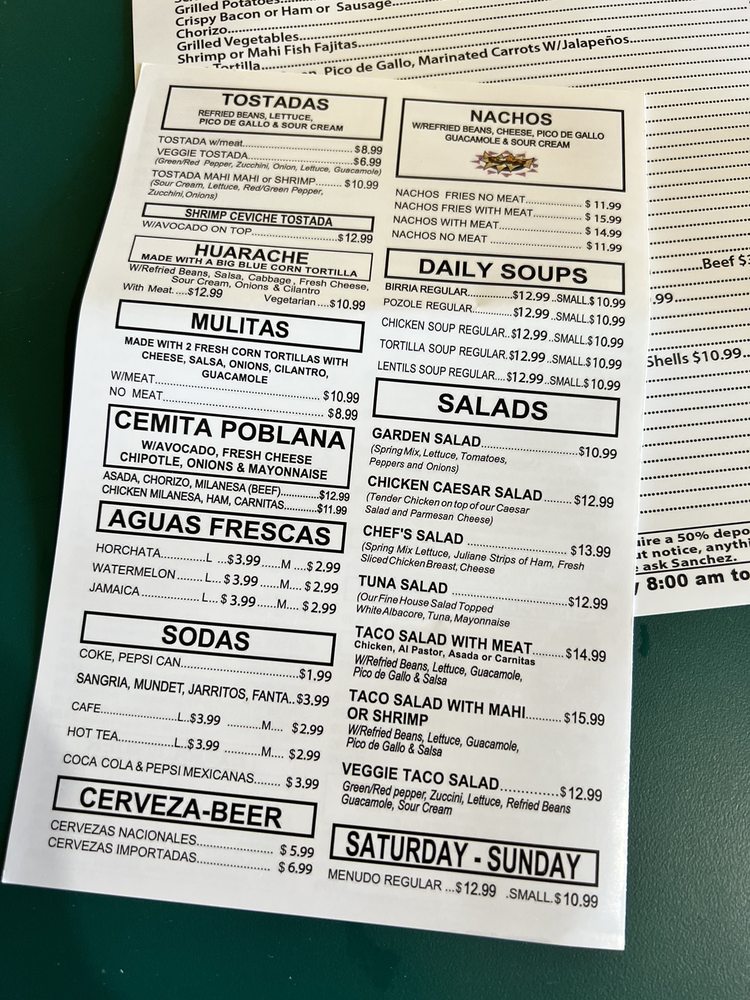 Grilled Potatoes
Crispy Bacon or Ham or Sausage
Chorizo
Grilled Vegetables
Shrimp or Mahi Fish Fajitas
Tortilla
Pico de Gallo, Marinated Carrots W/Jalapeños
TOSTADAS
REFRIED BEANS, LETTUCE,
PICO DE GALLO & SOUR CREAM
TOSTADA w/meat $8.99
VEGGIE TOSTADA $6.99
(Green/Red Pepper, Zucchini, Onion, Lettuce, Guacamole)
TOSTADA MAHI MAHI or SHRIMP $10.99
(Sour Cream, Lettuce, Red/Green Pepper,
Zucchini, Onions)
SHRIMP CEVICHE TOSTADA
W/AVOCADO ON TOP $12.99
HUARACHE
MADE WITH A BIG BLUE CORN TORTILLA
W/Refried Beans, Salsa, Cabbage, Fresh Cheese,
Sour Cream, Onions & Cilantro
With Meat....$12.99 Vegetarian....$10.99
MULITAS
MADE WITH 2 FRESH CORN TORTILLAS WITH
CHEESE, SALSA, ONIONS, CILANTRO,
GUACAMOLE
W/MEAT $10.99
NO MEAT $8.99
CEMITA POBLANA
W/AVOCADO, FRESH CHEESE
CHIPOTLE, ONIONS & MAYONNAISE
ASADA, CHORIZO, MILANESA (BEEF) $12.99
CHICKEN MILANESA, HAM, CARNITAS $11.99
AGUAS FRESCAS
HORCHATA L ...$3.99 M ... $2.99
WATERMELON L... $3.99 M... $2.99
JAMAICA L... $3.99 M... $2.99
SODAS
COKE, PEPSI CAN $1.99
SANGRIA, MUNDET, JARRITOS, FANTA..$3.99
CAFE L..$3.99 M.... $2.99
HOT TEA L..$3.99 M.... $2.99
COCA COLA & PEPSI MEXICANAS $3.99
CERVEZA-BEER
CERVEZAS NACIONALES $5.99
CERVEZAS IMPORTADAS $6.99
NACHOS
W/REFRIED BEANS, CHEESE, PICO DE GALLO
GUACAMOLE & SOUR CREAM
NACHOS FRIES NO MEAT $11.99
NACHOS FRIES WITH MEAT $15.99
NACHOS WITH MEAT $14.99
NACHOS NO MEAT $11.99
DAILY SOUPS
BIRRIA REGULAR $12.99 ..SMALL.$10.99
POZOLE REGULAR $12.99 ..SMALL.$10.99
CHICKEN SOUP REGULAR..$12.99 ..SMALL.$10.99
TORTILLA SOUP REGULAR.$12.99 ..SMALL.$10.99
LENTILS SOUP REGULAR....$12.99 ..SMALL.$10.99
SALADS
GARDEN SALAD $10.99
(Spring Mix, Lettuce, Tomatoes,
Peppers and Onions)
CHICKEN CAESAR SALAD $12.99
(Tender Chicken on top of our Caesar
Salad and Parmesan Cheese)
CHEF'S SALAD $13.99
(Spring Mix Lettuce, Juliane Strips of Ham, Fresh
Sliced Chicken Breast, Cheese
TUNA SALAD $12.99
(Our Fine House Salad Topped
White Albacore, Tuna, Mayonnaise
TACO SALAD WITH MEAT $14.99
Chicken, Al Pastor, Asada or Carnitas
W/Refried Beans, Lettuce, Guacamole,
Pico de Gallo & Salsa
TACO SALAD WITH MAHI
OR SHRIMP $15.99
W/Refried Beans, Lettuce, Guacamole,
Pico de Gallo & Salsa
VEGGIE TACO SALAD $12.99
Green/Red pepper, Zuccini, Lettuce, Refried Beans
Guacamole, Sour Cream
SATURDAY - SUNDAY
MENUDO REGULAR ...$12.99 .SMALL.$10.99
Beef $
.99
Shells $10.99
uire a 50% depo
ut notice, anythi
ask Sanchez.
8:00 am to